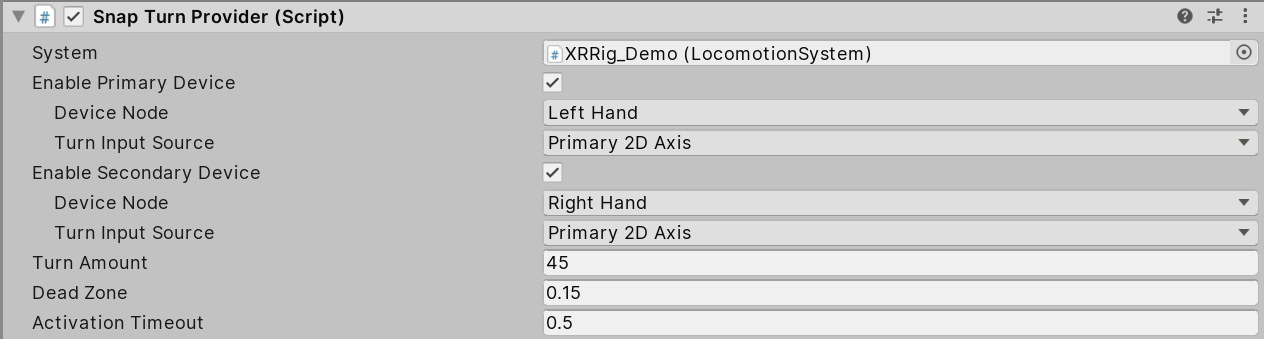 Snap Turn Provider (Script)
System XRRig_Demo (LocomotionSystem)
Enable Primary Device
Device Node Left Hand
Turn Input Source Primary 2D Axis
Enable Secondary Device
Device Node Right Hand
Turn Input Source Primary 2D Axis
Turn Amount 45
Dead Zone 0.15
Activation Timeout 0.5